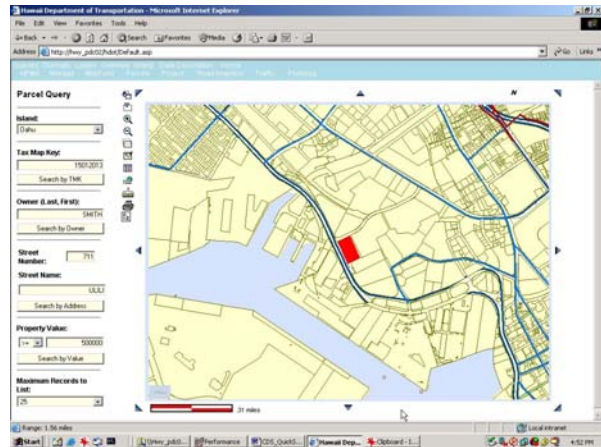 Hawaii Department of Transportation - Microsoft Internet Explorer
File Edit View Favorites Tools Help
Back Search Favorites Media
Address http://hwy_pdc02/hdot/Default.asp Go Links
Parcel Query
Island:
Oahu
Tax Map Key:
15012013
Search by TMK
Owner (Last, First):
SMITH
Search by Owner
Street
Number: 711
Street Name:
Search by Address
Property Value:
>= 500000
Search by Value
Maximum Records to
List:
25
N
.31 miles
Range: 1.56 miles Local intranet
Start Performance Hawaii Dep... 4:52 PM